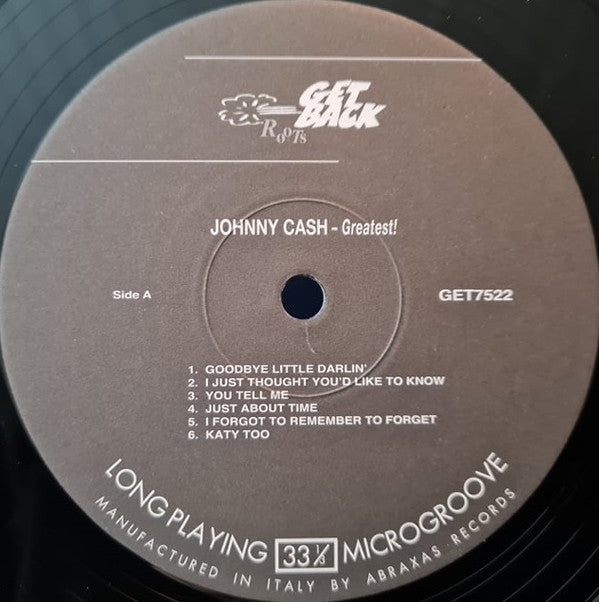 GET
BACK
RooTs
JOHNNY CASH – Greatest!
Side A
GET7522
1. GOODBYE LITTLE DARLIN'
2. I JUST THOUGHT YOU'D LIKE TO KNOW
3. YOU TELL ME
4. JUST ABOUT TIME
5. I FORGOT TO REMEMBER TO FORGET
6. KATY TOO
LONG PLAYING 33 1/3 MICROGROOVE
MANUFACTURED IN ITALY BY ABRAXAS RECORDS